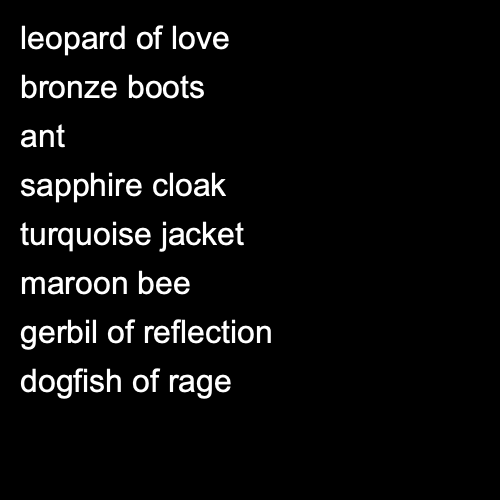 leopard of love
bronze boots
ant
sapphire cloak
turquoise jacket
maroon bee
gerbil of reflection
dogfish of rage